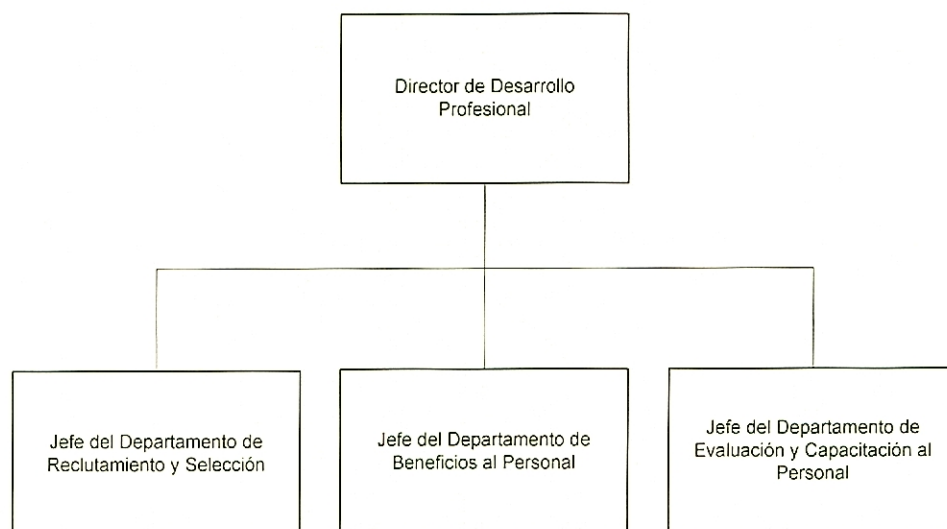 Director de Desarrollo
Profesional
Jefe del Departamento de
Reclutamiento y Selección
Jefe del Departamento de
Beneficios al Personal
Jefe del Departamento de
Evaluación y Capacitación al
Personal